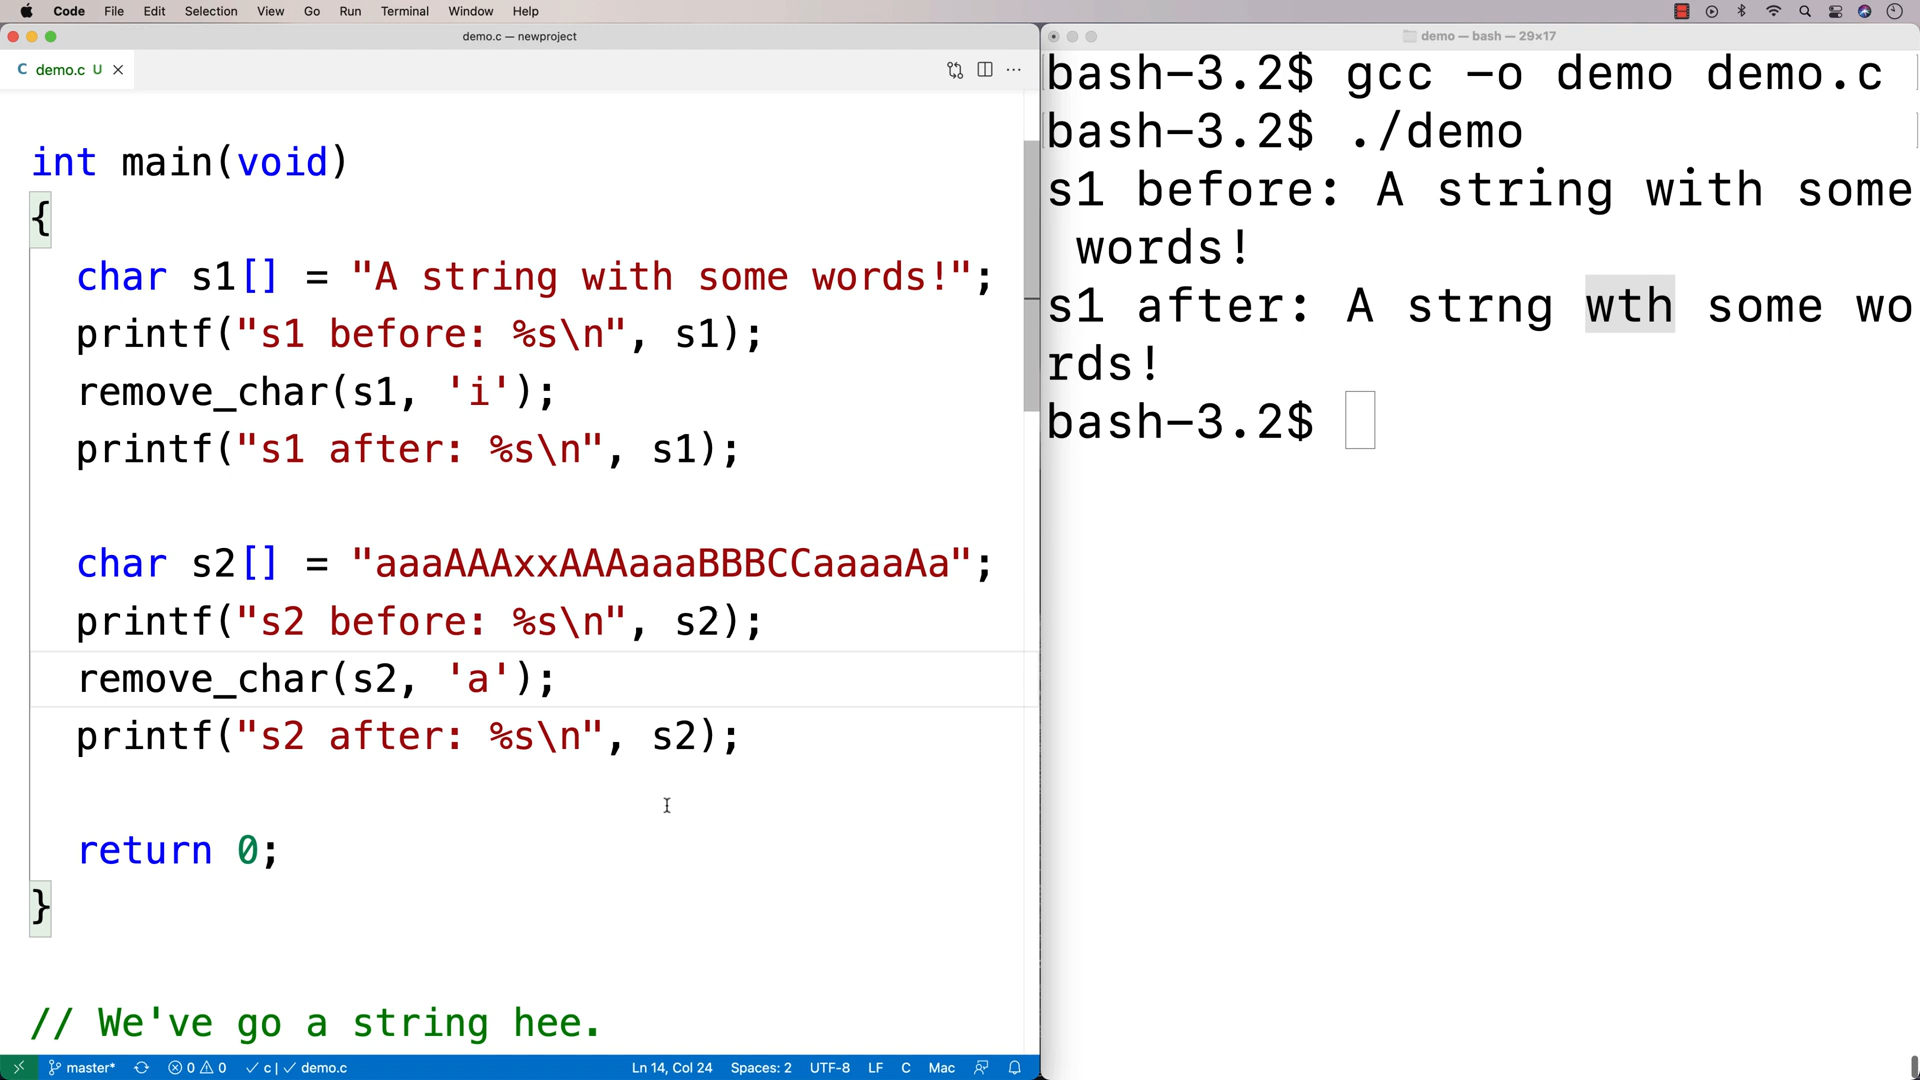 Code File Edit Selection View Go Run Terminal Window Help
demo.c — newproject
C demo.c U
int main(void)
{
char s1[] = "A string with some words!";
printf("s1 before: %s\n", s1);
remove_char(s1, 'i');
printf("s1 after: %s\n", s1);
char s2[] = "aaaAAAxxAAAaaaBBBCCaaaaAa";
printf("s2 before: %s\n", s2);
remove_char(s2, 'a');
printf("s2 after: %s\n", s2);
return 0;
}
// We've go a string hee.
master* 0 0 c | demo.c Ln 14, Col 24 Spaces: 2 UTF-8 LF C Mac
demo — bash — 29×17
bash-3.2$ gcc -o demo demo.c
bash-3.2$ ./demo
s1 before: A string with some
words!
s1 after: A strng wth some wo
rds!
bash-3.2$